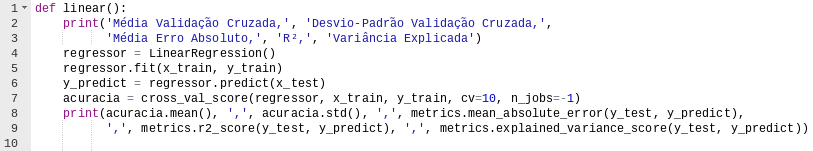 1 def linear():
2     print('Média Validação Cruzada,', 'Desvio-Padrão Validação Cruzada,',
3           'Média Erro Absoluto,', 'R²,', 'Variância Explicada')
4     regressor = LinearRegression()
5     regressor.fit(x_train, y_train)
6     y_predict = regressor.predict(x_test)
7     acuracia = cross_val_score(regressor, x_train, y_train, cv=10, n_jobs=-1)
8     print(acuracia.mean(), ',', acuracia.std(), ',', metrics.mean_absolute_error(y_test, y_predict),
9           ',', metrics.r2_score(y_test, y_predict), ',', metrics.explained_variance_score(y_test, y_predict))
10